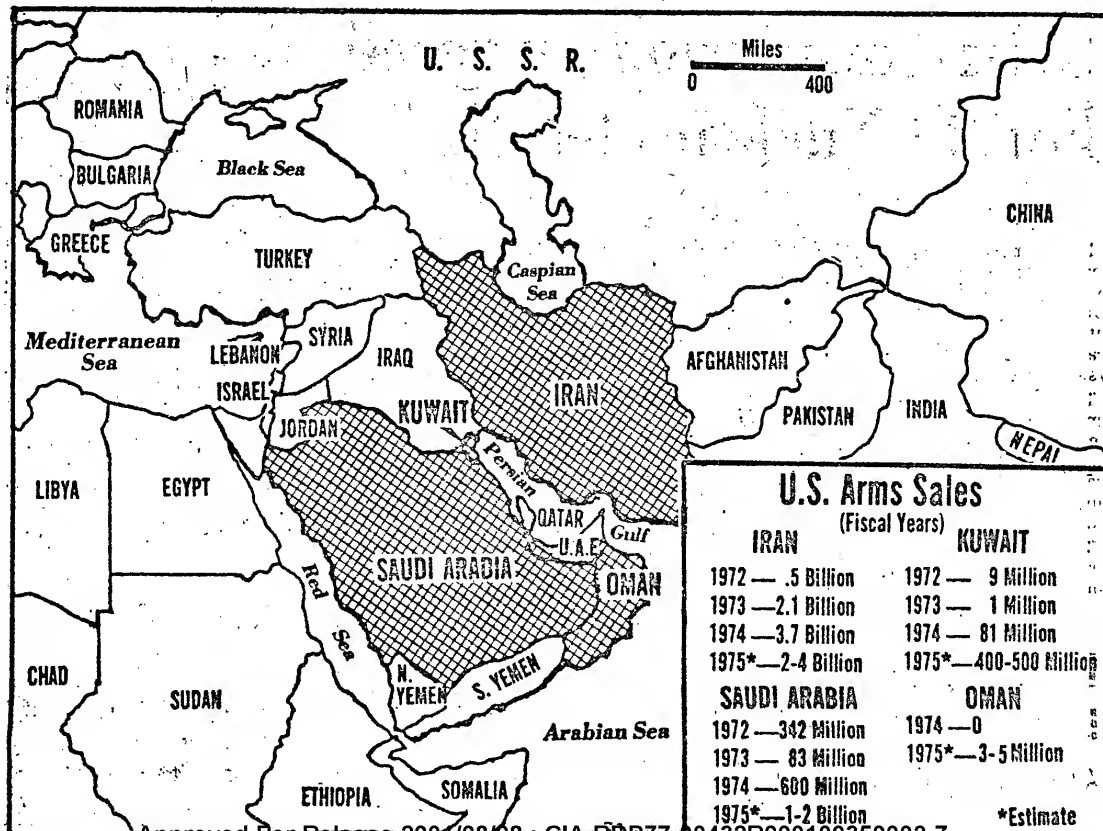 U. S. S. R.
Miles
0 400
ROMANIA
BULGARIA
Black Sea
GREECE
TURKEY
Caspian
Sea
CHINA
Mediterranean
Sea
LEBANON
SYRIA
IRAQ
ISRAEL
JORDAN
KUWAIT
IRAN
AFGHANISTAN
PAKISTAN
INDIA
NEPAL
LIBYA
EGYPT
Persian
Gulf
QATAR
U.A.E
SAUDI ARABIA
OMAN
Red
Sea
CHAD
SUDAN
N.
YEMEN
S. YEMEN
Arabian Sea
ETHIOPIA
SOMALIA
U.S. Arms Sales
(Fiscal Years)
IRAN
1972 — .5 Billion
1973 —2.1 Billion
1974 —3.7 Billion
1975*—2-4 Billion
KUWAIT
1972 — 9 Million
1973 — 1 Million
1974 — 81 Million
1975*—400-500 Million
SAUDI ARABIA
1972 —342 Million
1973 — 83 Million
1974 —600 Million
1975*—1-2 Billion
OMAN
1974 —0
1975*—3-5 Million
*Estimate
Approved For Release